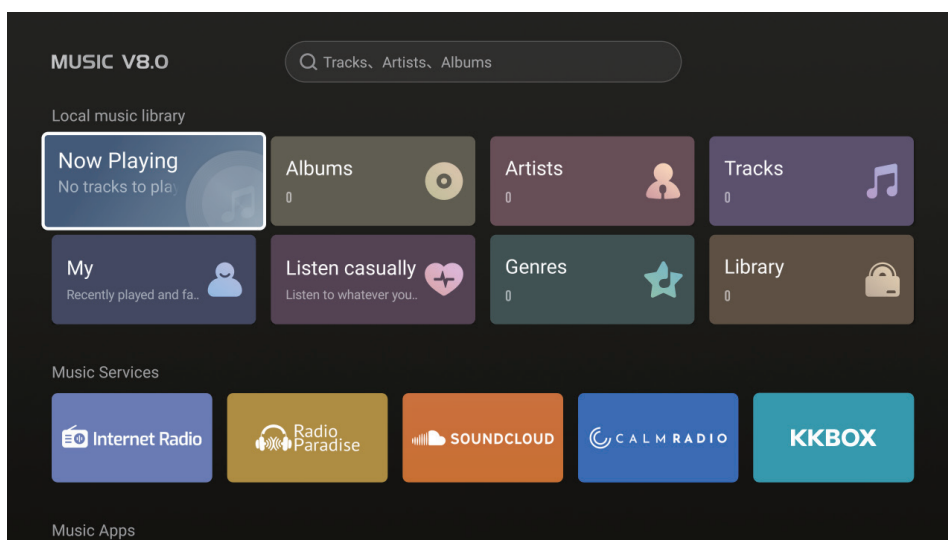 MUSIC V8.0
Tracks、Artists、Albums
Local music library
Now Playing
No tracks to play
Albums
0
Artists
0
Tracks
0
My
Recently played and fa..
Listen casually
Listen to whatever you..
Genres
0
Library
0
Music Services
Internet Radio
Radio
Paradise
SOUNDCLOUD
CALMRADIO
KKBOX
Music Apps